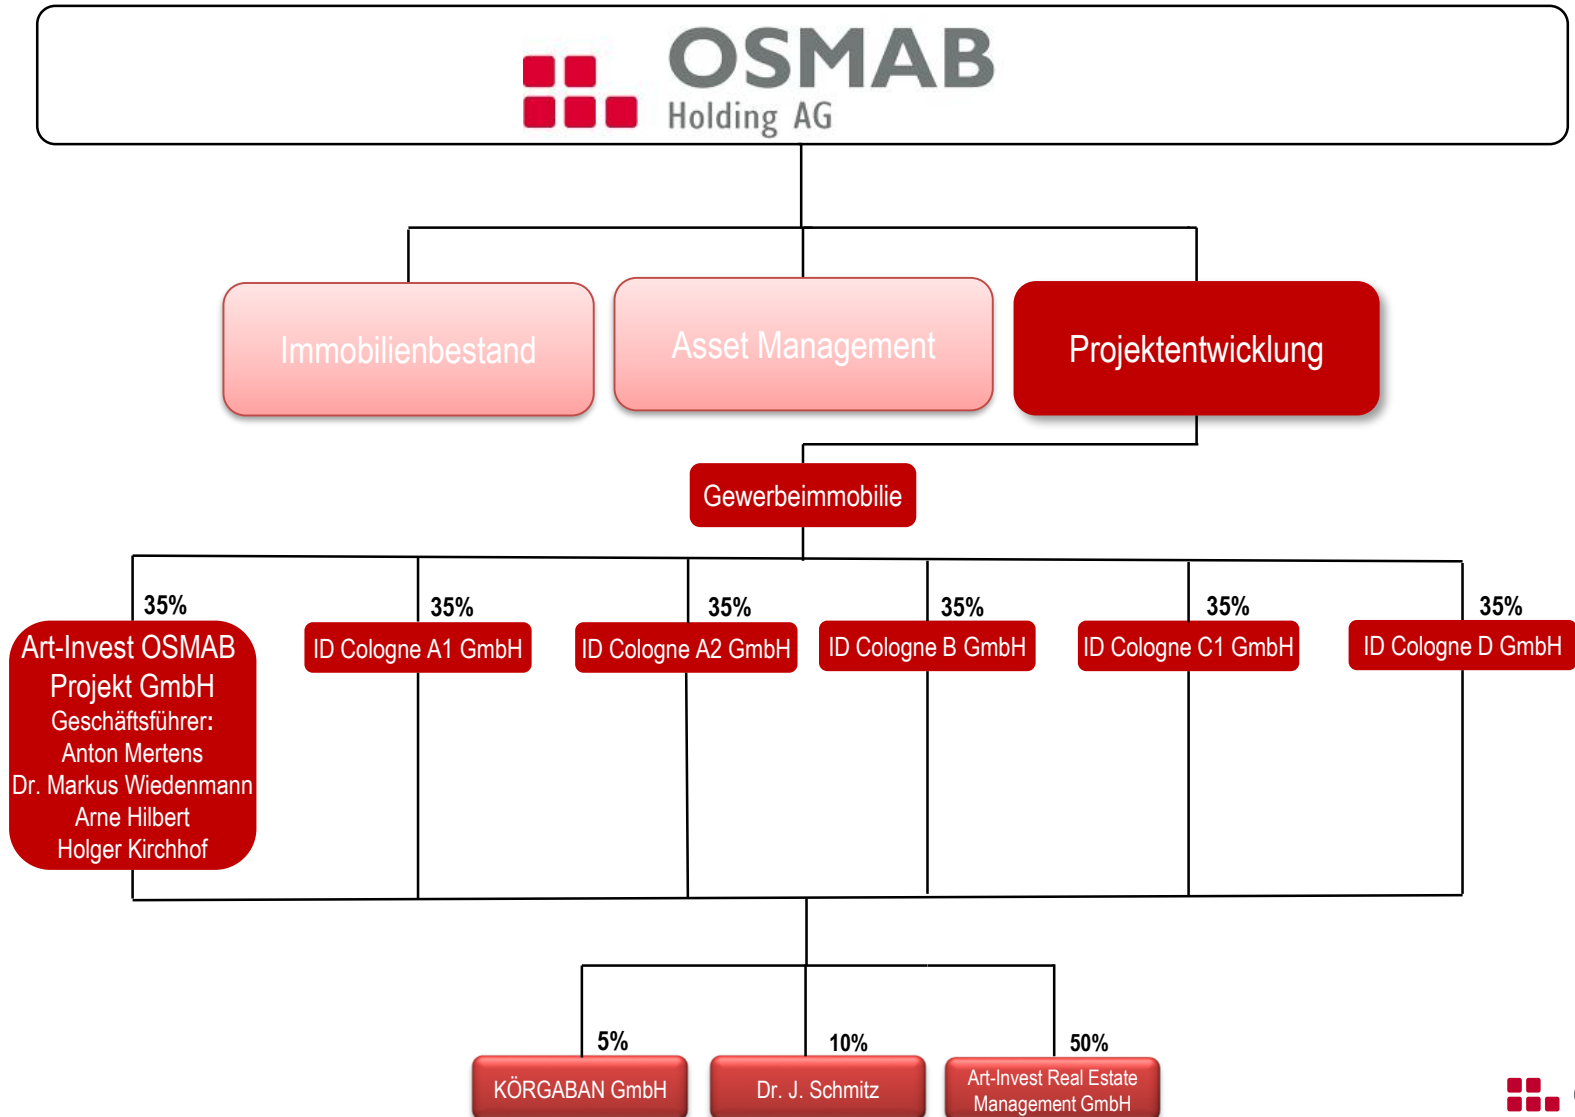 OSMAB
Holding AG
Immobilienbestand
Asset Management
Projektentwicklung
Gewerbeimmobilie
35%
35%
35%
35%
35%
35%
Art-Invest OSMAB
Projekt GmbH
Geschäftsführer:
Anton Mertens
Dr. Markus Wiedenmann
Arne Hilbert
Holger Kirchhof
ID Cologne A1 GmbH
ID Cologne A2 GmbH
ID Cologne B GmbH
ID Cologne C1 GmbH
ID Cologne D GmbH
5%
10%
50%
KÖRGABAN GmbH
Dr. J. Schmitz
Art-Invest Real Estate
Management GmbH